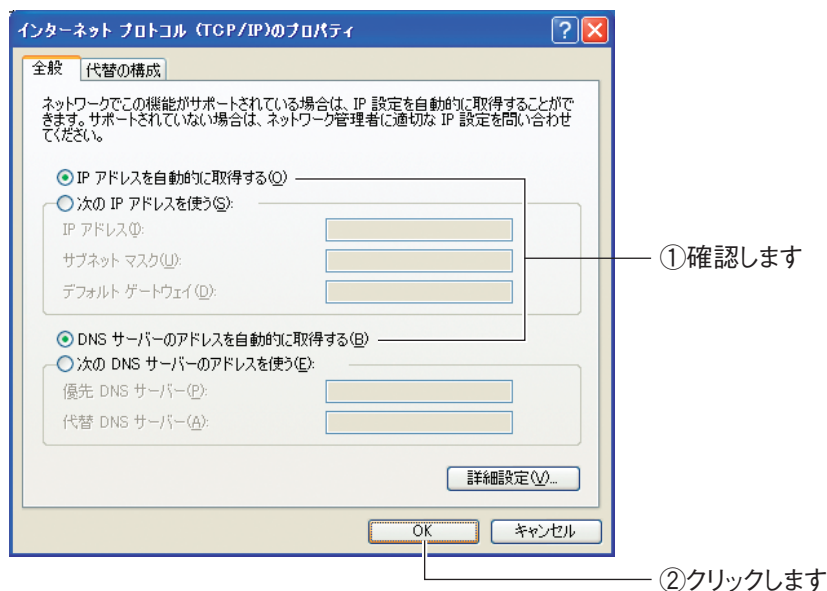 インターネット プロトコル (TCP/IP)のプロパティ
全般
代替の構成
ネットワークでこの機能がサポートされている場合は、IP 設定を自動的に取得することがで
きます。サポートされていない場合は、ネットワーク管理者に適切な IP 設定を問い合わせ
てください。
IP アドレスを自動的に取得する(O)
次の IP アドレスを使う(S):
IP アドレス(I):
サブネット マスク(U):
デフォルト ゲートウェイ(D):
①確認します
DNS サーバーのアドレスを自動的に取得する(B)
次の DNS サーバーのアドレスを使う(E):
優先 DNS サーバー(P):
代替 DNS サーバー(A):
詳細設定(V)...
OK
キャンセル
②クリックします